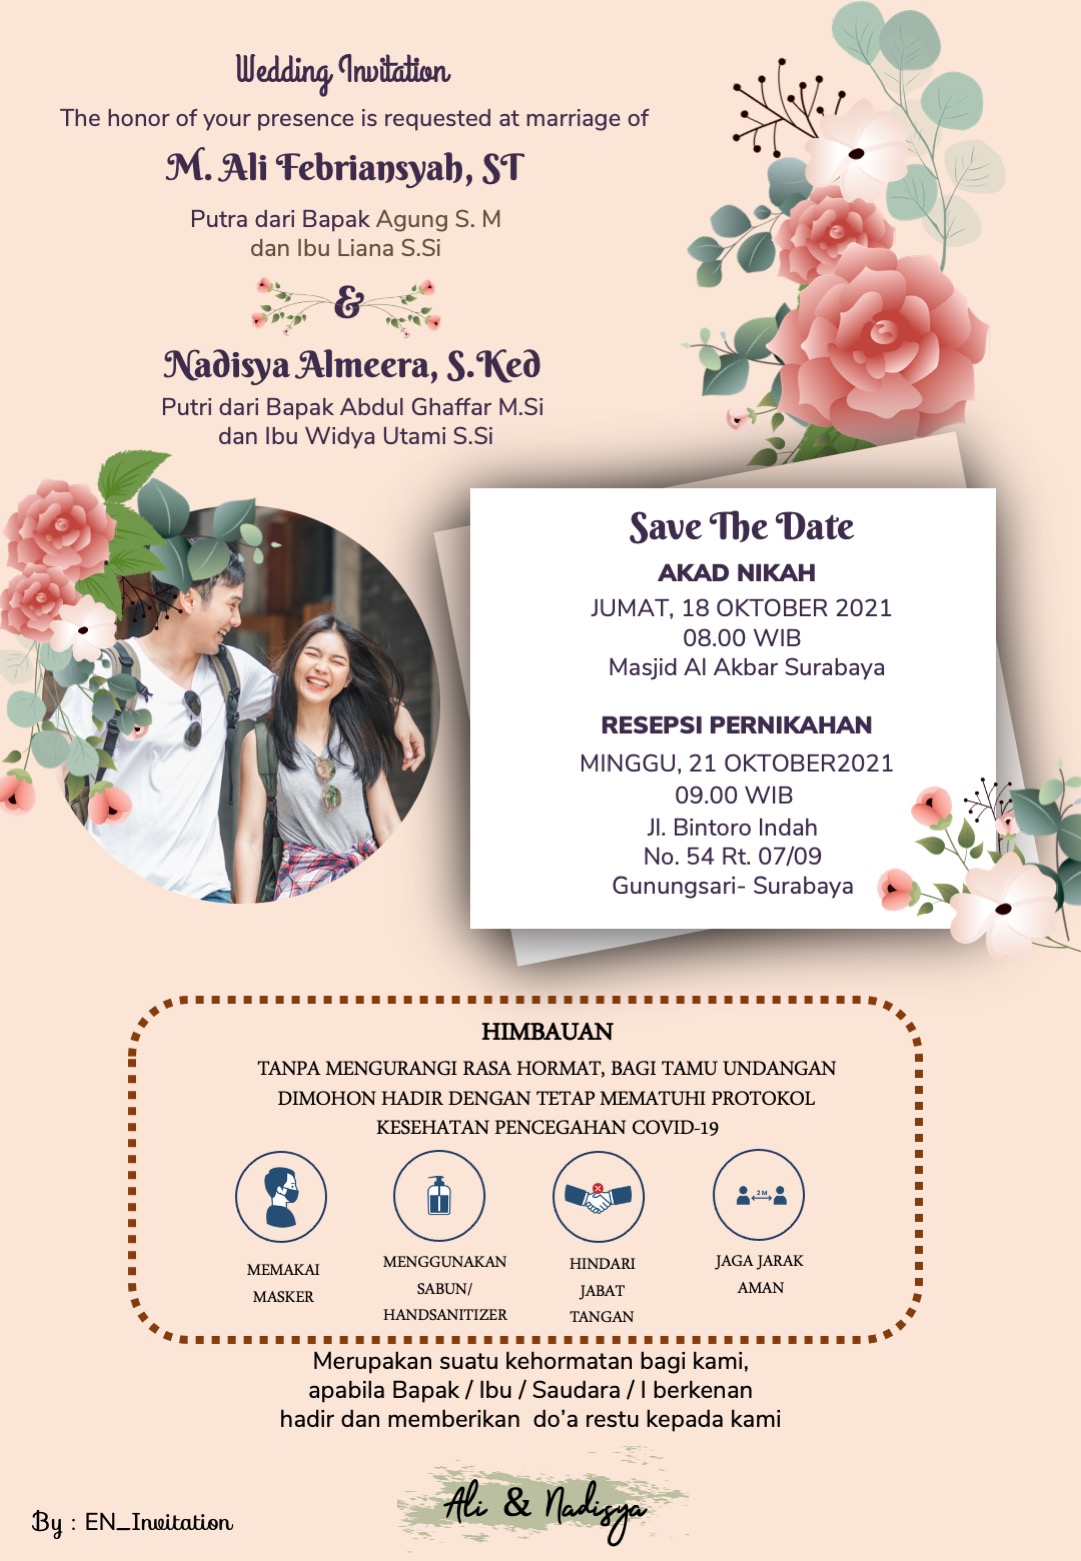 Wedding Invitation
The honor of your presence is requested at marriage of
M. Ali Febriansyah, ST
Putra dari Bapak Agung S. M
dan Ibu Liana S.Si
&
Nadisya Almeera, S.Ked
Putri dari Bapak Abdul Ghaffar M.Si
dan Ibu Widya Utami S.Si
Save The Date
AKAD NIKAH
JUMAT, 18 OKTOBER 2021
08.00 WIB
Masjid Al Akbar Surabaya
RESEPSI PERNIKAHAN
MINGGU, 21 OKTOBER2021
09.00 WIB
Jl. Bintoro Indah
No. 54 Rt. 07/09
Gunungsari- Surabaya
HIMBAUAN
TANPA MENGURANGI RASA HORMAT, BAGI TAMU UNDANGAN
DIMOHON HADIR DENGAN TETAP MEMATUHI PROTOKOL
KESEHATAN PENCEGAHAN COVID-19
2 M
MEMAKAI
MASKER
MENGGUNAKAN
SABUN/
HANDSANITIZER
HINDARI
JABAT
TANGAN
JAGA JARAK
AMAN
Merupakan suatu kehormatan bagi kami,
apabila Bapak / Ibu / Saudara / I berkenan
hadir dan memberikan do’a restu kepada kami
Ali & Nadisya
By : EN_Invitation